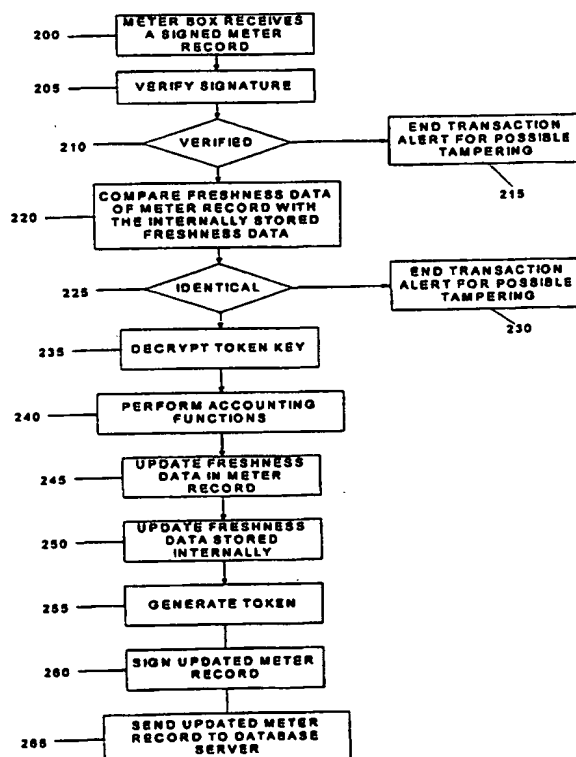 200
METER BOX RECEIVES
A SIGNED METER
RECORD
205
VERIFY SIGNATURE
210
VERIFIED
END TRANSACTION
ALERT FOR POSSIBLE
TAMPERING
215
220
COMPARE FRESHNESS DATA
OF METER RECORD WITH
THE INTERNALLY STORED
FRESHNESS DATA
225
IDENTICAL
END TRANSACTION
ALERT FOR POSSIBLE
TAMPERING
230
235
DECRYPT TOKEN KEY
240
PERFORM ACCOUNTING
FUNCTIONS
245
UPDATE FRESHNESS
DATA IN METER
RECORD
250
UPDATE FRESHNESS
DATA STORED
INTERNALLY
255
GENERATE TOKEN
260
SIGN UPDATED METER
RECORD
265
SEND UPDATED METER
RECORD TO DATABASE
SERVER